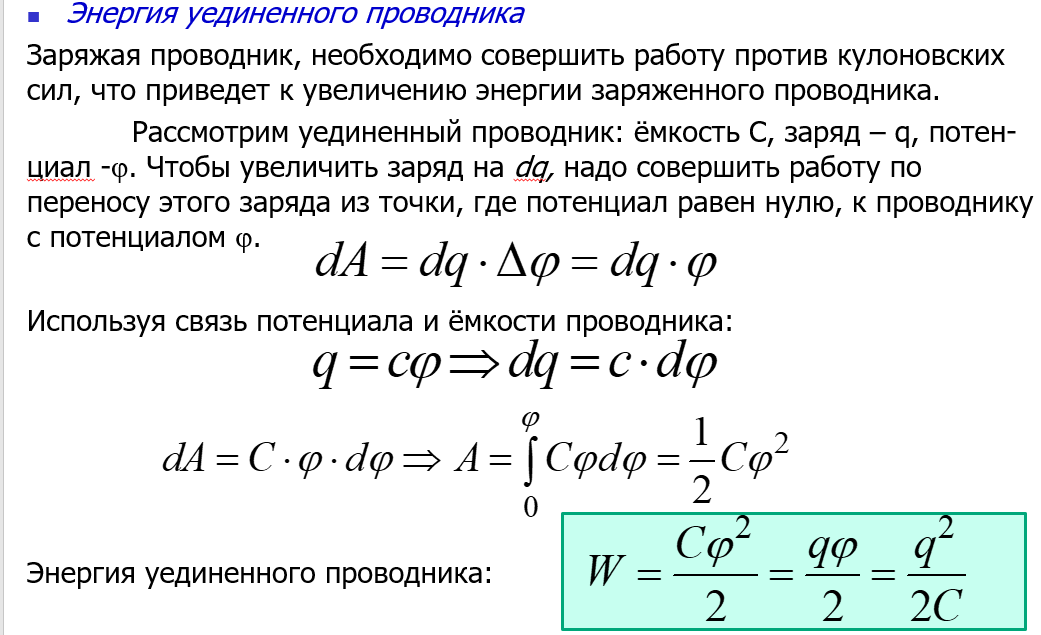 ▪ Энергия уединенного проводника
Заряжая проводник, необходимо совершить работу против кулоновских
сил, что приведет к увеличению энергии заряженного проводника.
Рассмотрим уединенный проводник: ёмкость С, заряд – q, потен-
циал -φ. Чтобы увеличить заряд на dq, надо совершить работу по
переносу этого заряда из точки, где потенциал равен нулю, к проводнику
с потенциалом φ.
dA = dq · Δφ = dq · φ
Используя связь потенциала и ёмкости проводника:
q = cφ ⇒ dq = c · dφ
dA = C · φ · dφ ⇒ A = ∫₀^φ Cφdφ = 1/2 Cφ²
Энергия уединенного проводника: W = Cφ²/2 = qφ/2 = q²/2C